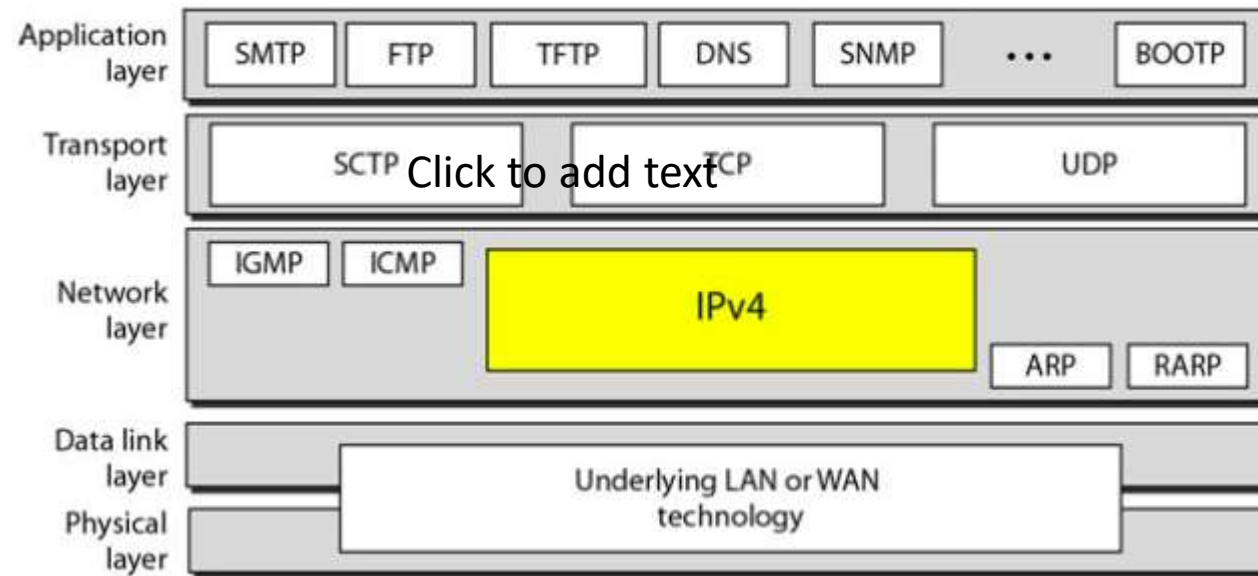 Application
layer
SMTP FTP TFTP DNS SNMP ... BOOTP
Transport
layer
SCTP TCP UDP
Click to add text
Network
layer
IGMP ICMP
IPv4
ARP RARP
Data link
layer
Underlying LAN or WAN
technology
Physical
layer